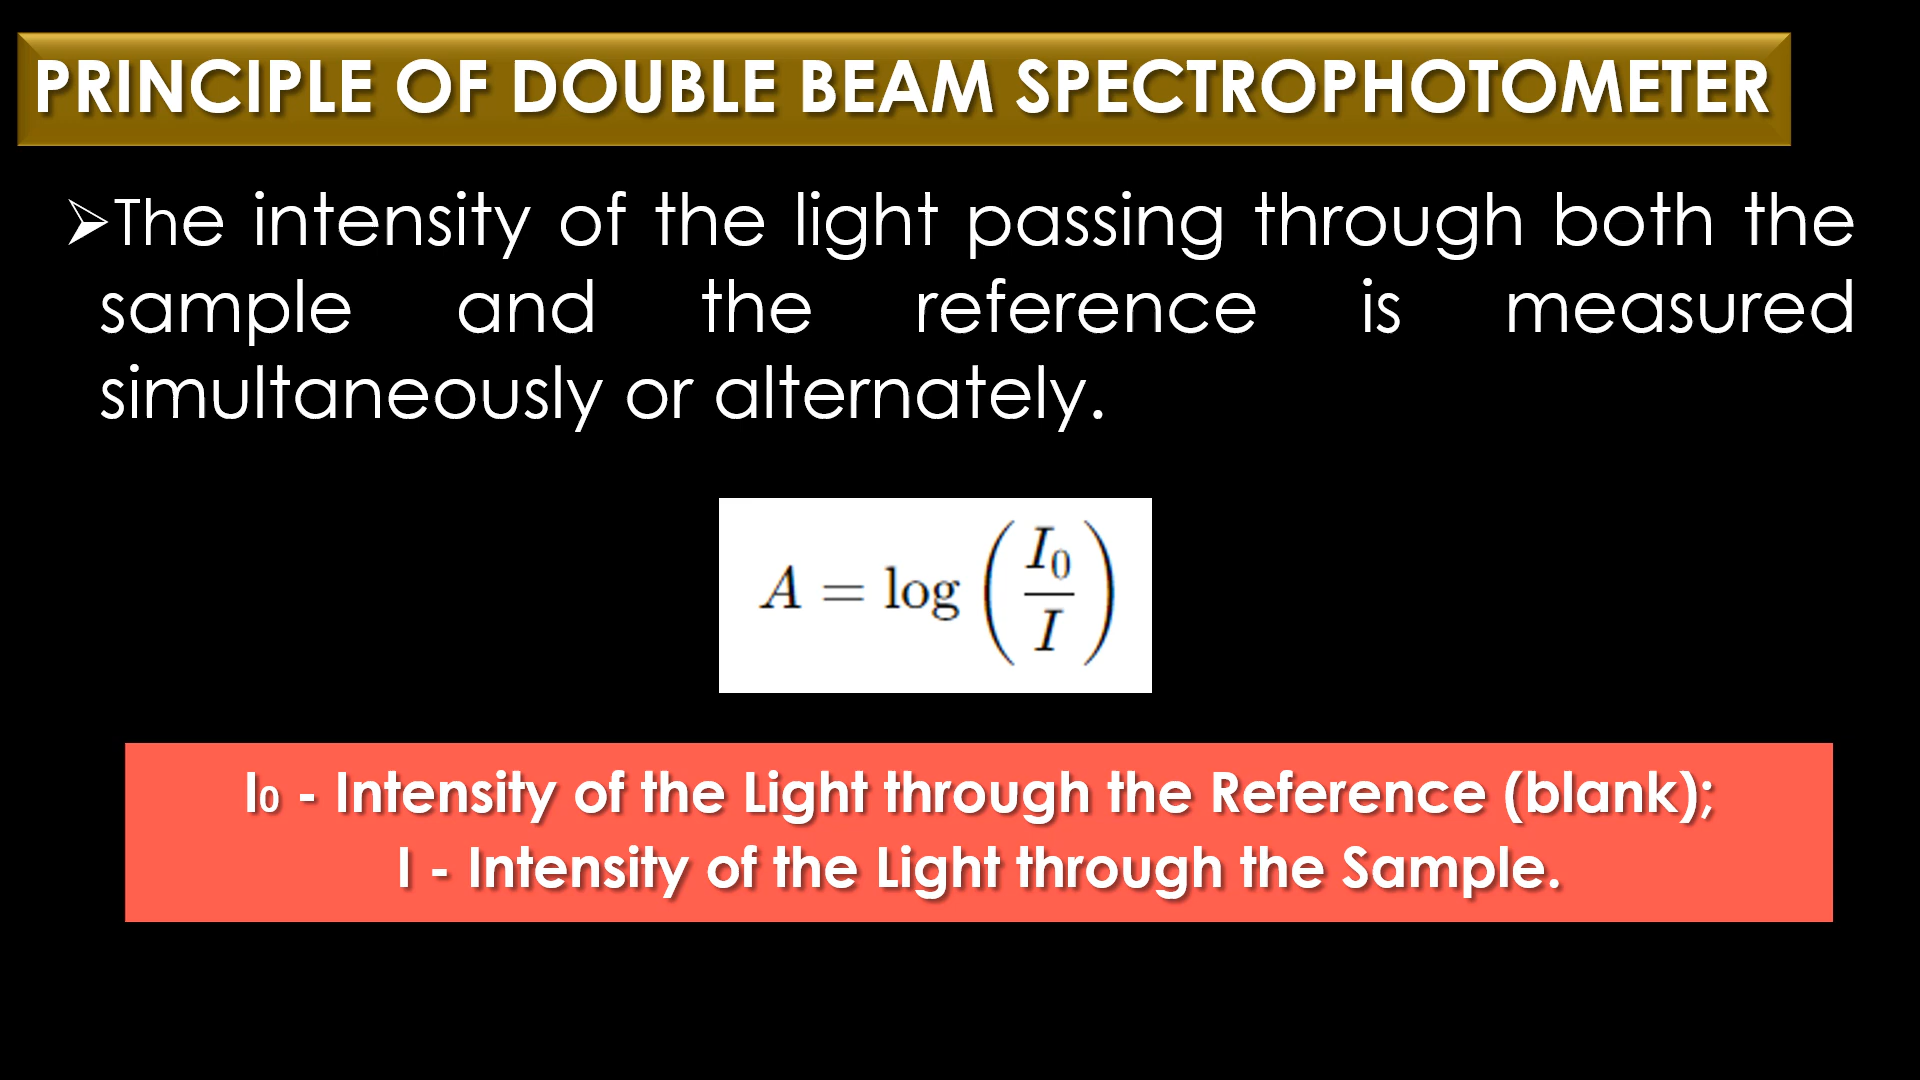 PRINCIPLE OF DOUBLE BEAM SPECTROPHOTOMETER
➢The intensity of the light passing through both the
sample and the reference is measured
simultaneously or alternately.
A = log (I₀/I)
I₀ - Intensity of the Light through the Reference (blank);
I - Intensity of the Light through the Sample.